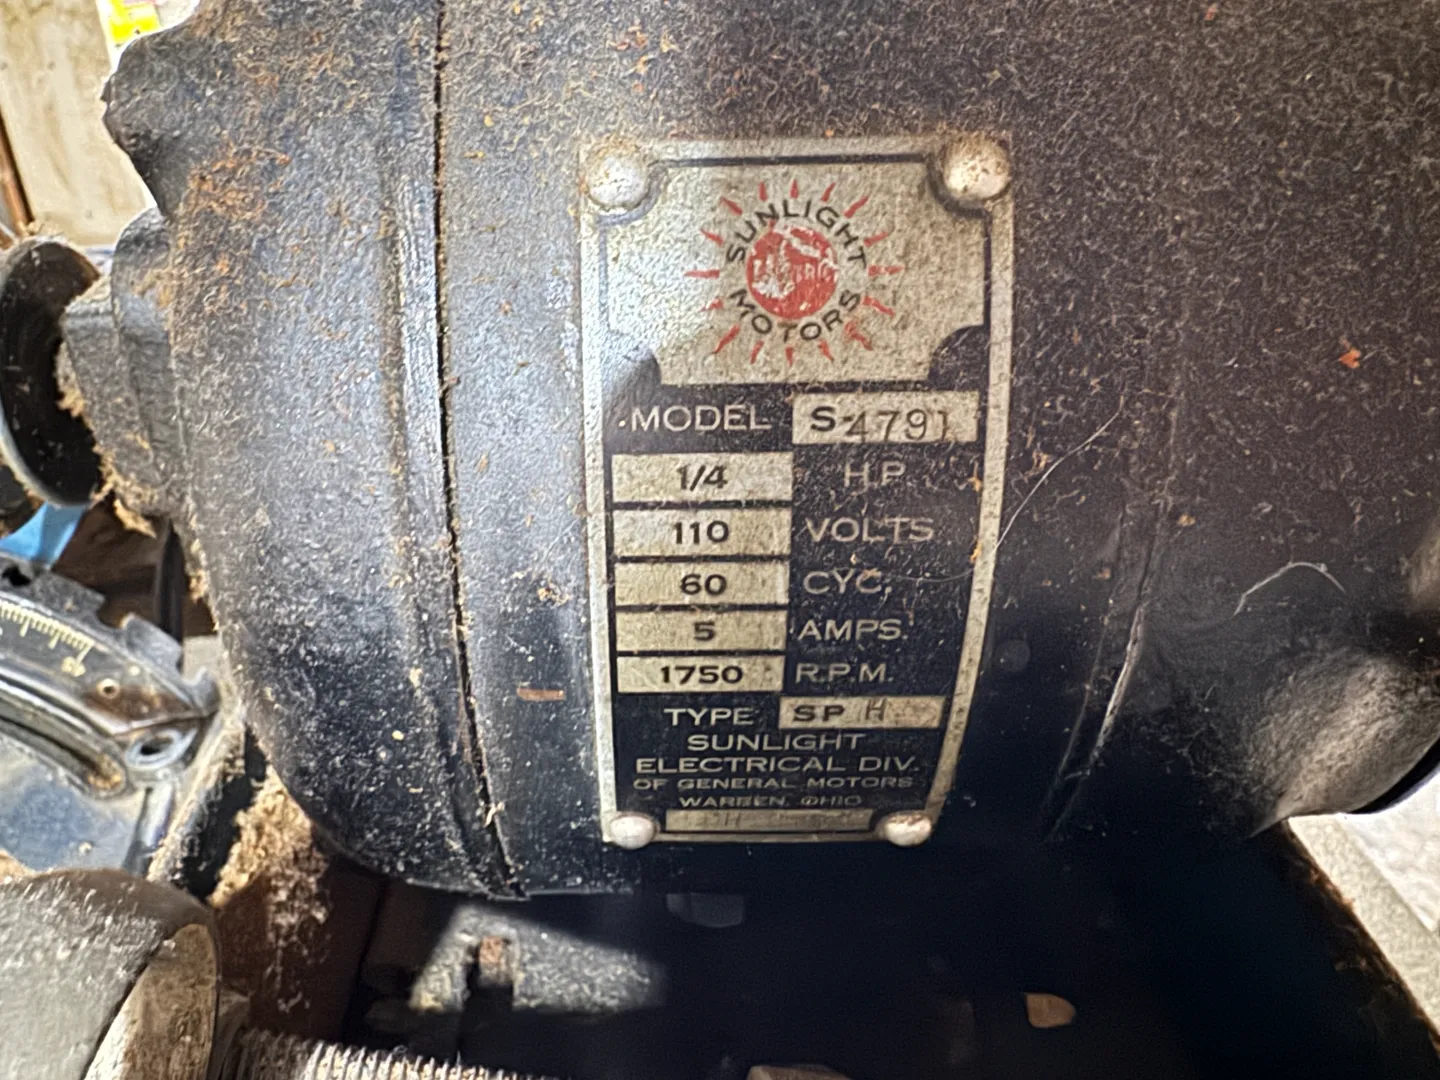 SUNLIGHT
MOTORS
MODEL S-4791
1/4 H.P.
110 VOLTS
60 CYC.
5 AMPS.
1750 R.P.M.
TYPE SP H
SUNLIGHT
ELECTRICAL DIV.
OF GENERAL MOTORS
WARREN, OHIO